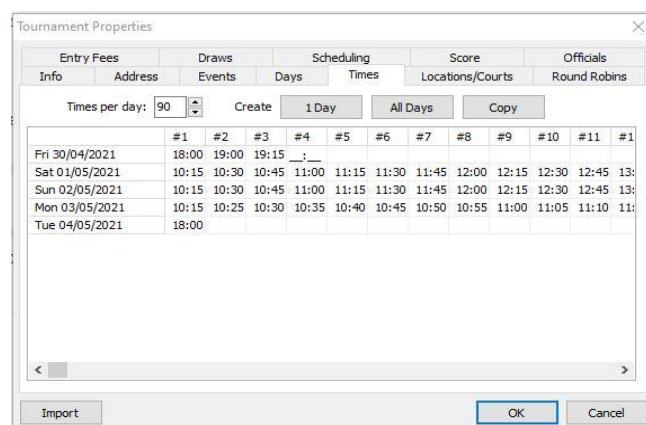 Tournament Properties
Entry Fees Draws Scheduling Score Officials
Info Address Events Days Times Locations/Courts Round Robins
Times per day: 90 Create 1 Day All Days Copy
#1 #2 #3 #4 #5 #6 #7 #8 #9 #10 #11 #1
Fri 30/04/2021 18:00 19:00 19:15 __:__
Sat 01/05/2021 10:15 10:30 10:45 11:00 11:15 11:30 11:45 12:00 12:15 12:30 12:45 13:
Sun 02/05/2021 10:15 10:30 10:45 11:00 11:15 11:30 11:45 12:00 12:15 12:30 12:45 13:
Mon 03/05/2021 10:15 10:25 10:30 10:35 10:40 10:45 10:50 10:55 11:00 11:05 11:10 11:
Tue 04/05/2021 18:00
Import OK Cancel